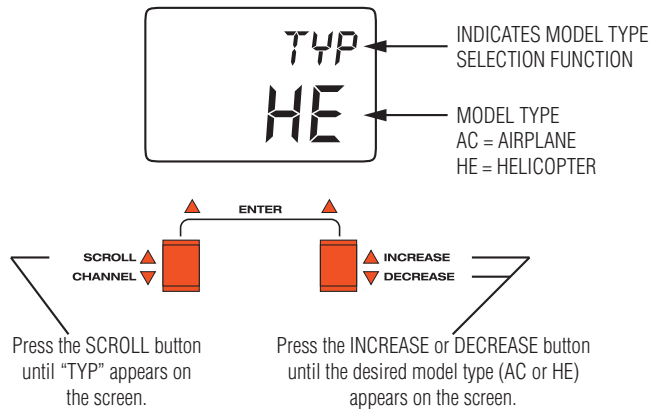 TYP
INDICATES MODEL TYPE
SELECTION FUNCTION
HE
MODEL TYPE
AC = AIRPLANE
HE = HELICOPTER
ENTER
SCROLL
CHANNEL
INCREASE
DECREASE
Press the SCROLL button
until “TYP” appears on
the screen.
Press the INCREASE or DECREASE button
until the desired model type (AC or HE)
appears on the screen.